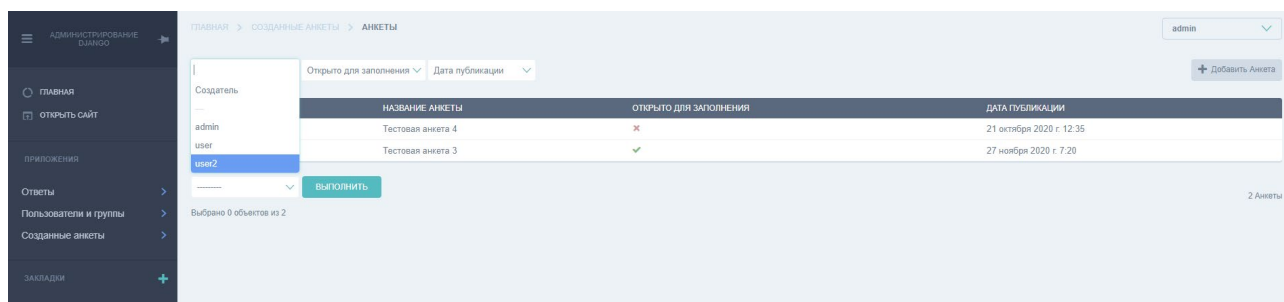 АДМИНИСТРИРОВАНИЕ
DJANGO
ГЛАВНАЯ
ОТКРЫТЬ САЙТ
ПРИЛОЖЕНИЯ
Ответы
Пользователи и группы
Созданные анкеты
ЗАКЛАДКИ
ГЛАВНАЯ > СОЗДАННЫЕ АНКЕТЫ > АНКЕТЫ
admin
Открыто для заполнения Дата публикации
Добавить Анкета
Создатель
---
admin
user
user2
НАЗВАНИЕ АНКЕТЫ ОТКРЫТО ДЛЯ ЗАПОЛНЕНИЯ ДАТА ПУБЛИКАЦИИ
Тестовая анкета 4 21 октября 2020 г. 12:35
Тестовая анкета 3 27 ноября 2020 г. 7:20
--------- ВЫПОЛНИТЬ
2 Анкеты
Выбрано 0 объектов из 2